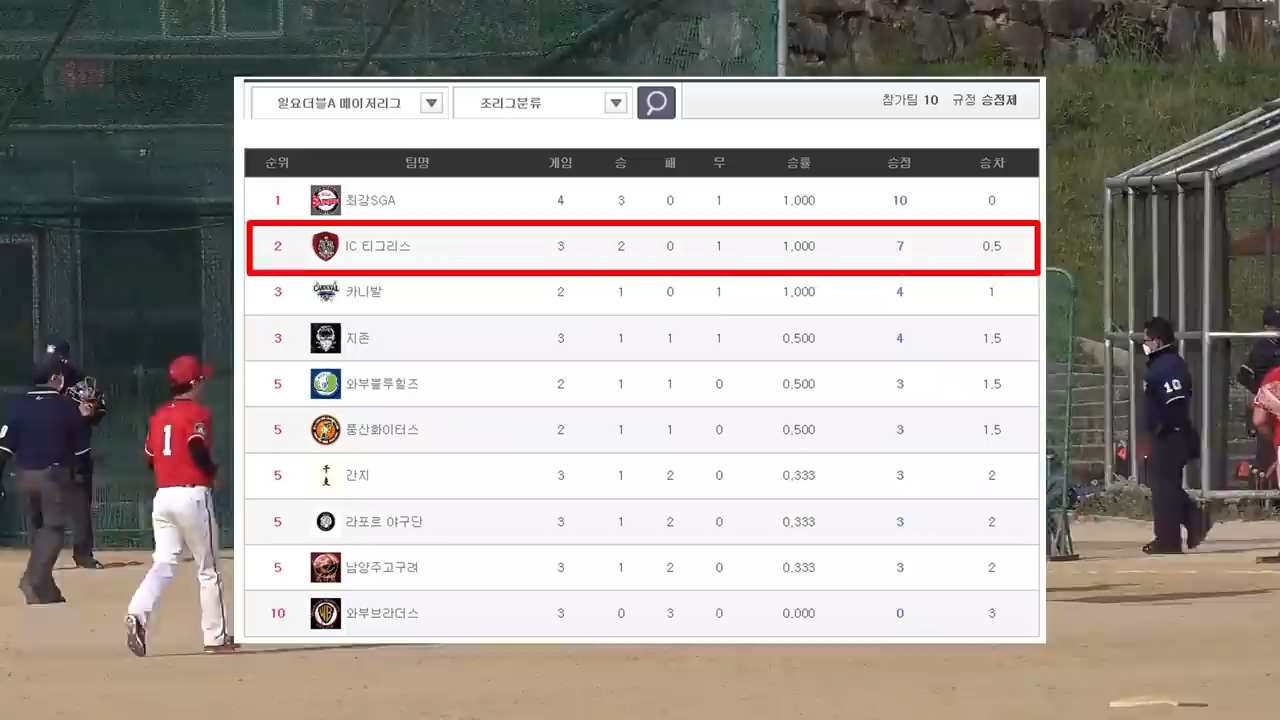 일요더블A 메이저리그 조리그분류 참가팀 10 규정 승점제
순위 팀명 게임 승 패 무 승률 승점 승차
1 최강SGA 4 3 0 1 1.000 10 0
2 IC 티그리스 3 2 0 1 1.000 7 0.5
3 카니발 2 1 0 1 1.000 4 1
3 지존 3 1 1 1 0.500 4 1.5
5 와부블루힐즈 2 1 1 0 0.500 3 1.5
5 풍산화이터스 2 1 1 0 0.500 3 1.5
5 간지 3 1 2 0 0.333 3 2
5 라포르 야구단 3 1 2 0 0.333 3 2
5 남양주고구려 3 1 2 0 0.333 3 2
10 와부브라더스 3 0 3 0 0.000 0 3
1
10